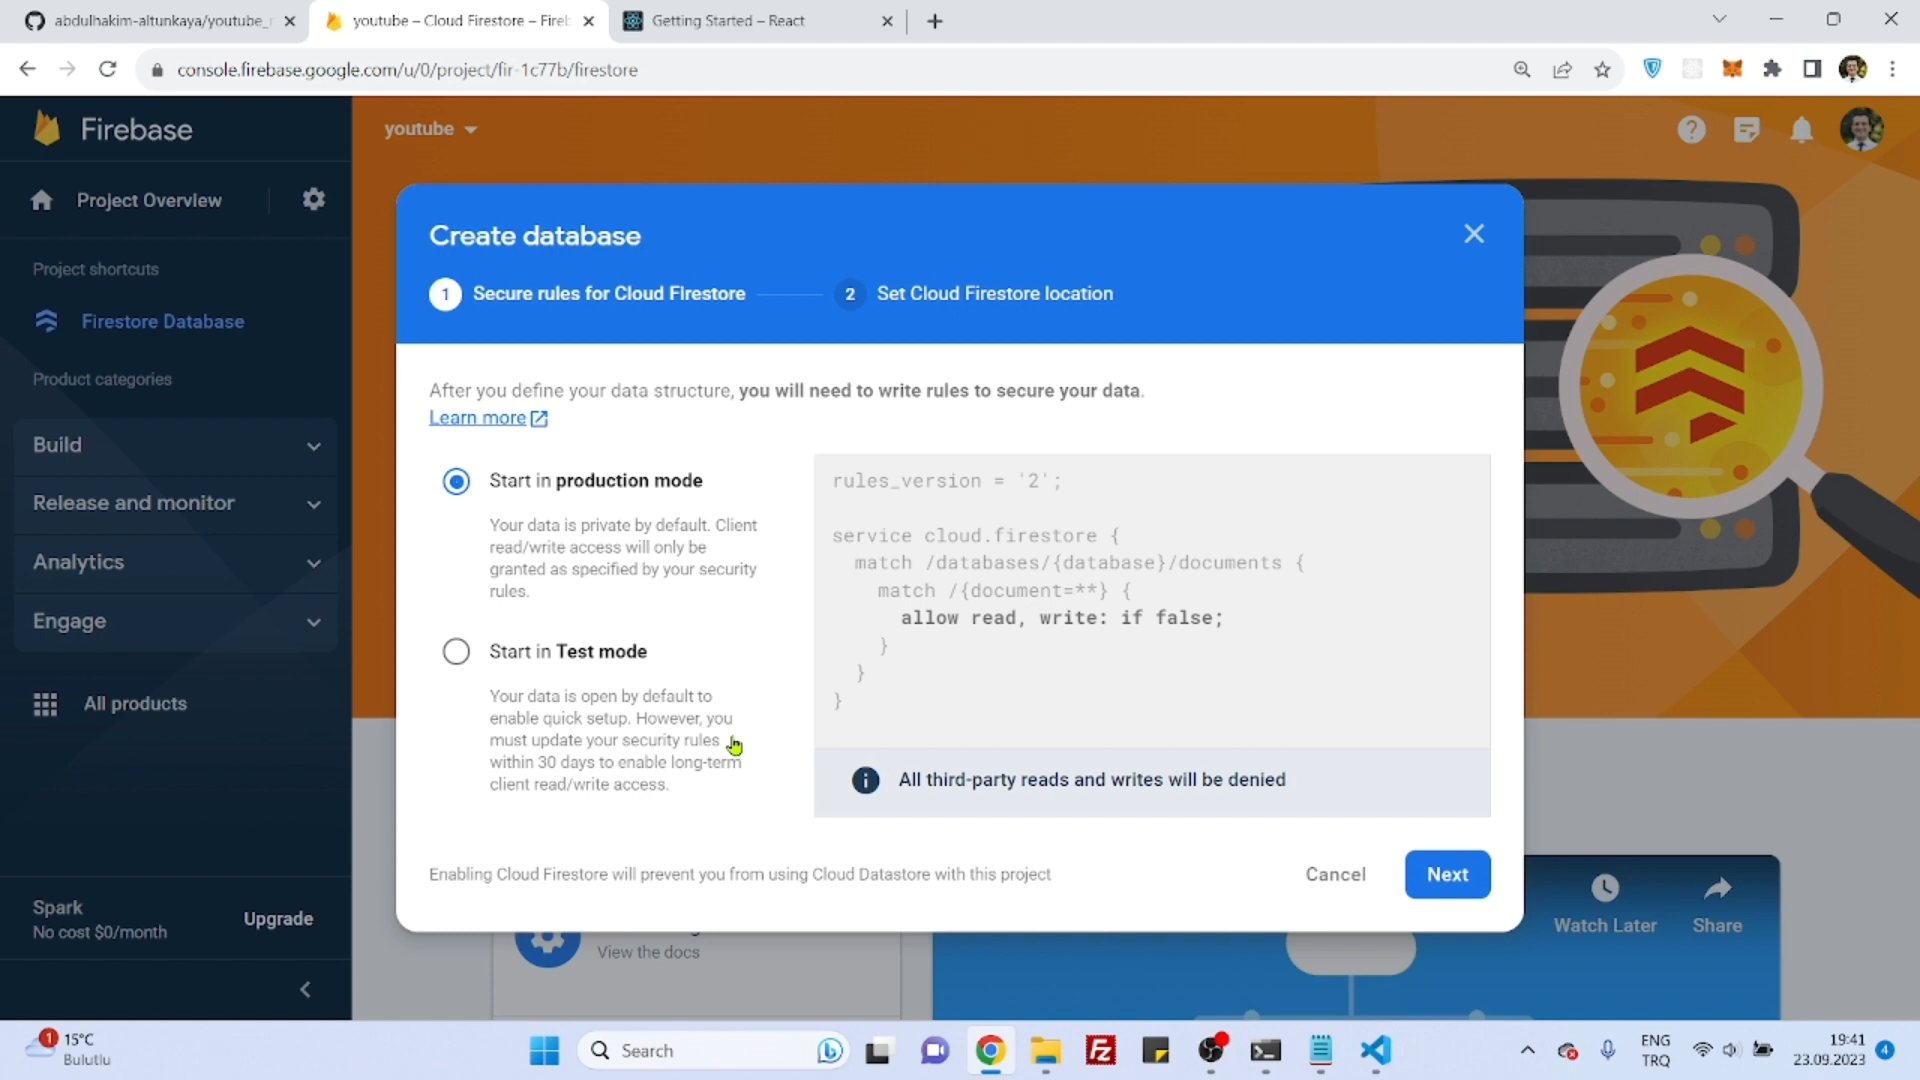 abdulhakim-altunkaya/youtube_
youtube – Cloud Firestore – Fireb
Getting Started – React
console.firebase.google.com/u/0/project/fir-1c77b/firestore
Firebase
youtube
Project Overview
Project shortcuts
Firestore Database
Product categories
Build
Release and monitor
Analytics
Engage
All products
Spark
No cost $0/month
Upgrade
Create database
1 Secure rules for Cloud Firestore
2 Set Cloud Firestore location
After you define your data structure, you will need to write rules to secure your data.
Learn more
Start in production mode
Your data is private by default. Client
read/write access will only be
granted as specified by your security
rules.
Start in Test mode
Your data is open by default to
enable quick setup. However, you
must update your security rules
within 30 days to enable long-term
client read/write access.
rules_version = '2';
service cloud.firestore {
match /databases/{database}/documents {
match /{document=**} {
allow read, write: if false;
}
}
}
All third-party reads and writes will be denied
Enabling Cloud Firestore will prevent you from using Cloud Datastore with this project
Cancel
Next
View the docs
Watch Later
Share
1
15°C
Bulutlu
Search
ENG
TRQ
19:41
23.09.2023
4